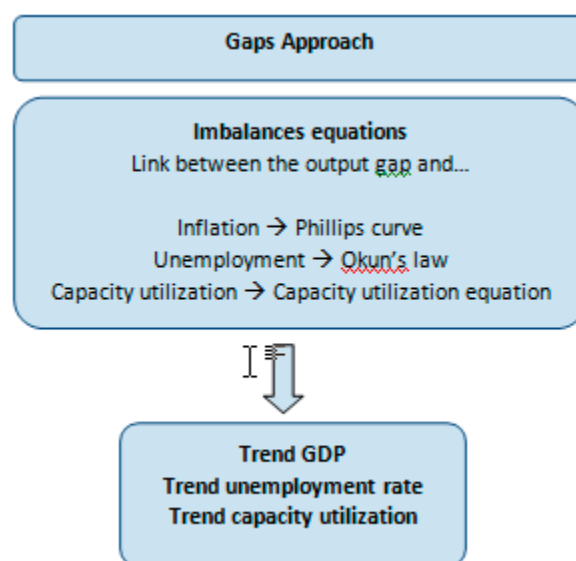 Gaps Approach
Imbalances equations
Link between the output gap and...
Inflation → Phillips curve
Unemployment → Okun's law
Capacity utilization → Capacity utilization equation
Trend GDP
Trend unemployment rate
Trend capacity utilization